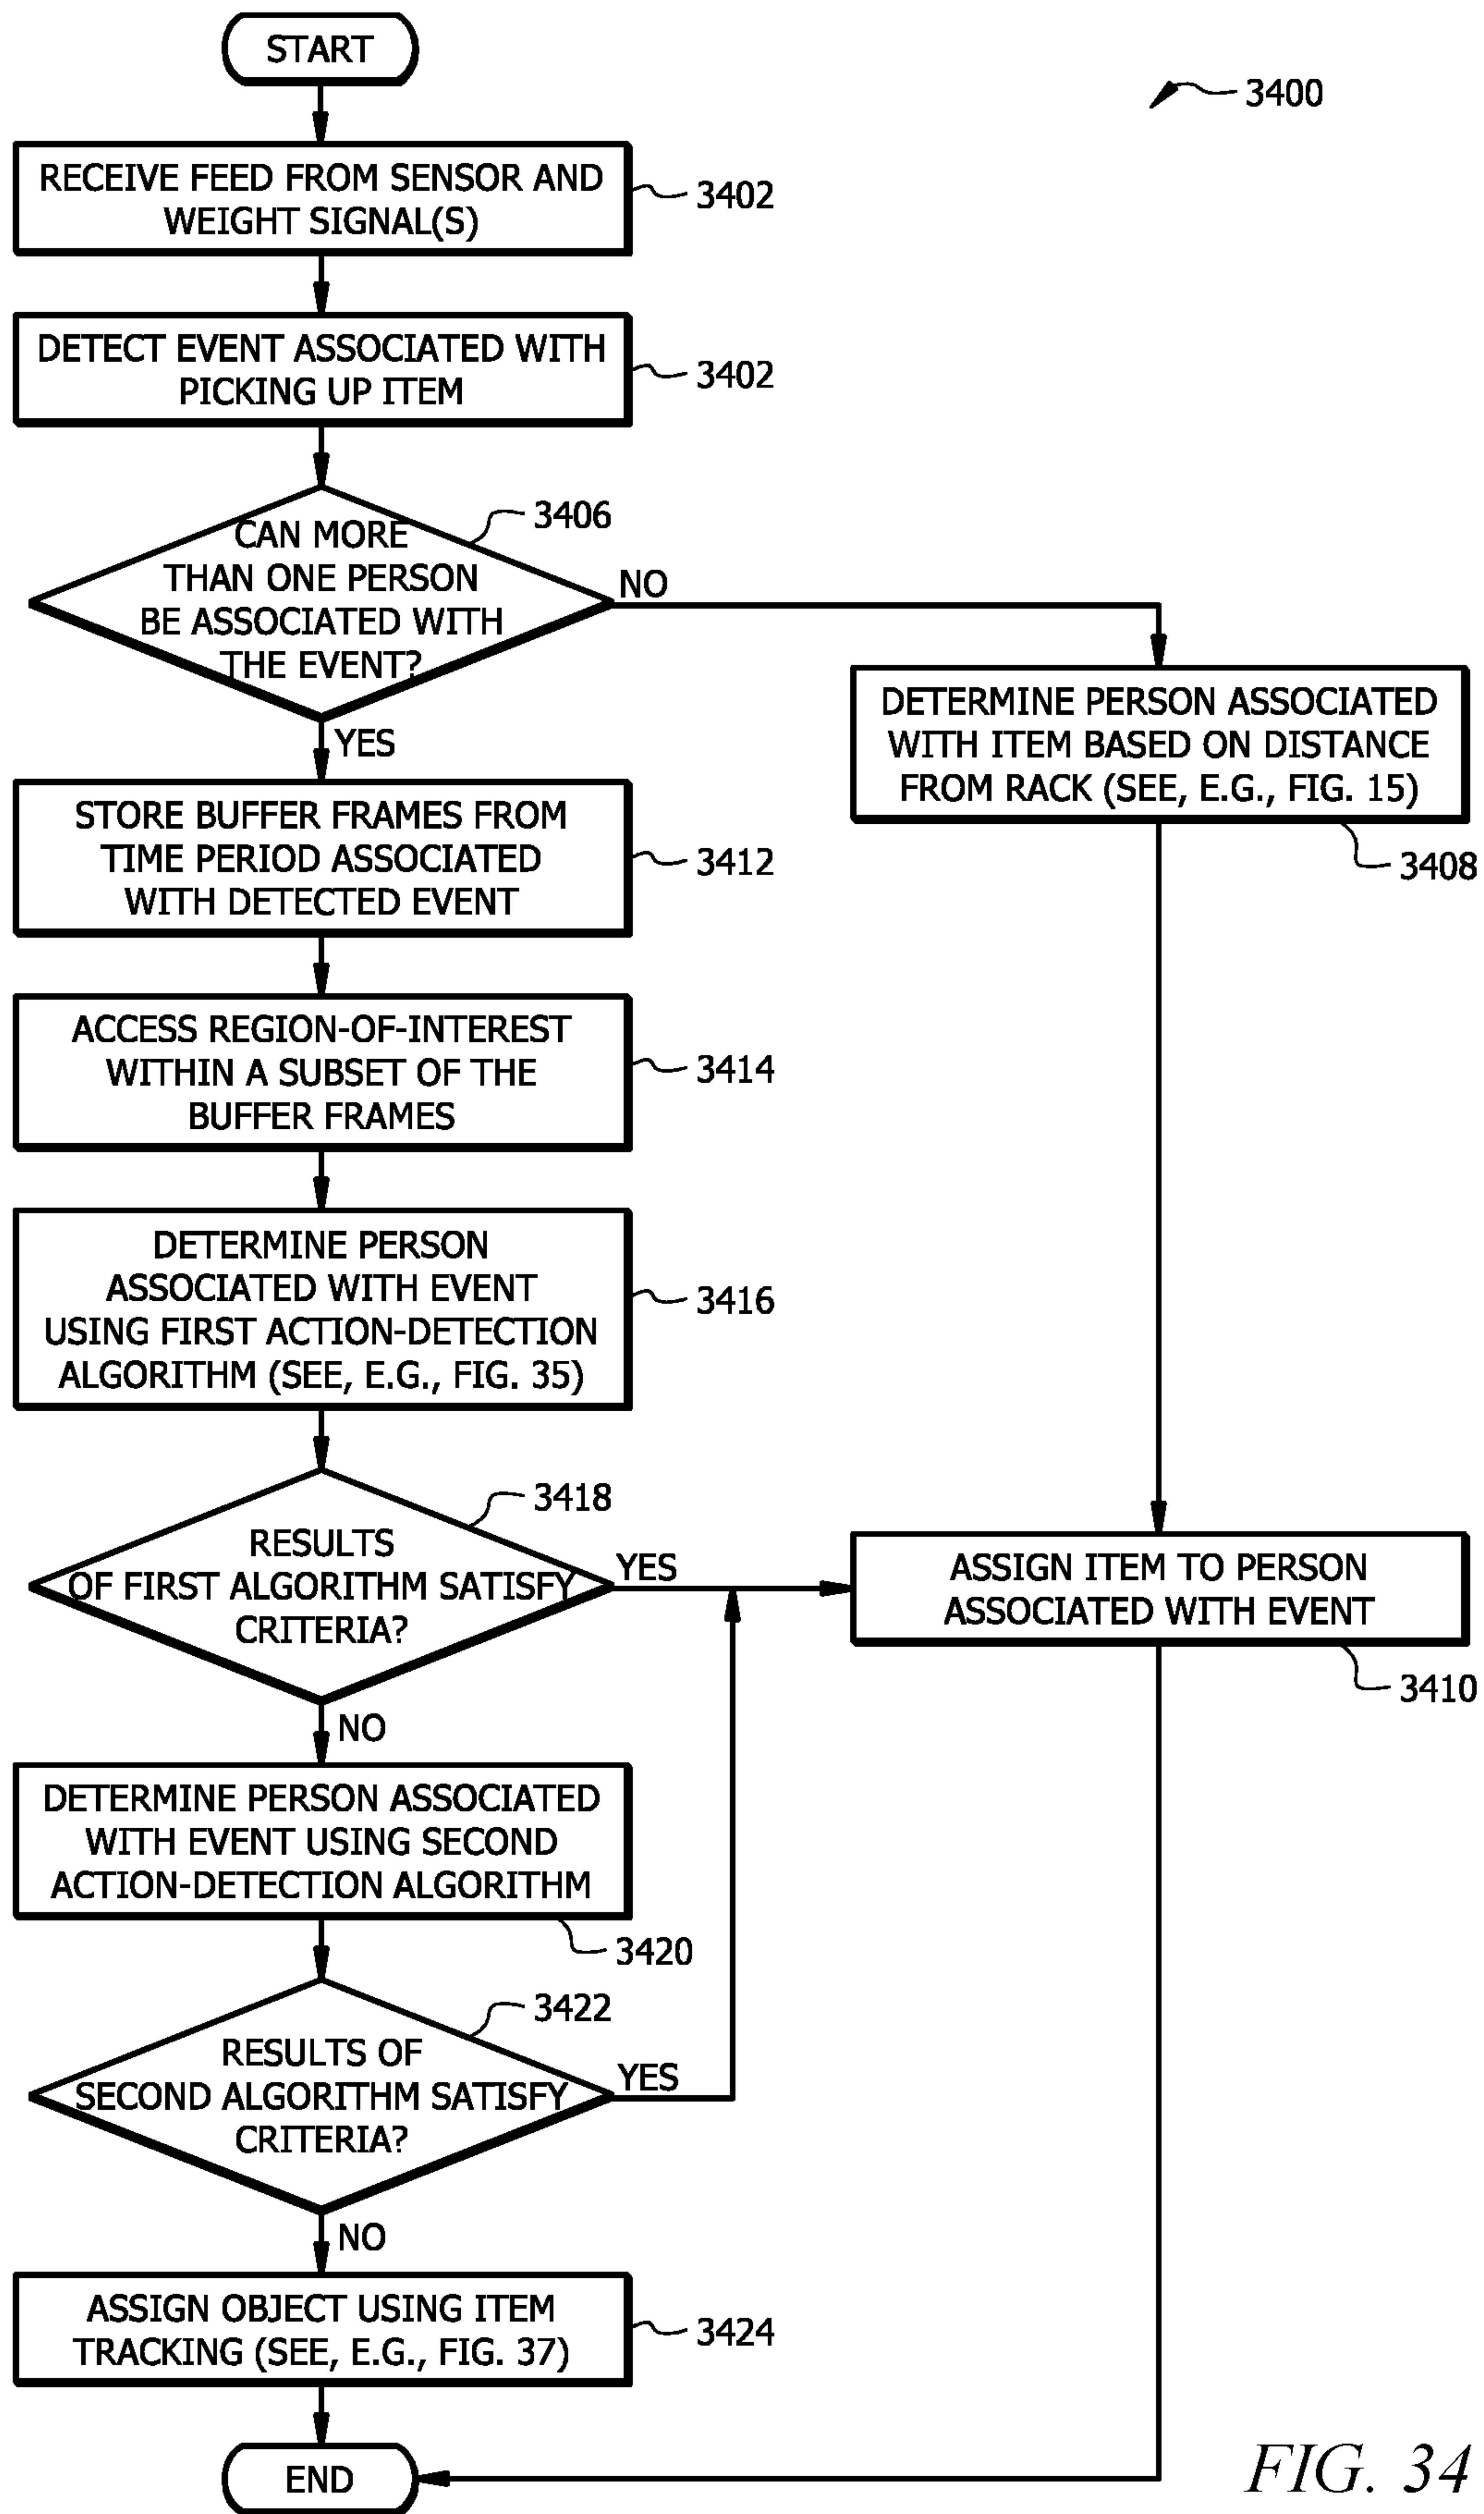 START
3400
RECEIVE FEED FROM SENSOR AND
WEIGHT SIGNAL(S)
3402
DETECT EVENT ASSOCIATED WITH
PICKING UP ITEM
3402
CAN MORE
THAN ONE PERSON
BE ASSOCIATED WITH
THE EVENT?
3406
NO
YES
DETERMINE PERSON ASSOCIATED
WITH ITEM BASED ON DISTANCE
FROM RACK (SEE, E.G., FIG. 15)
3408
STORE BUFFER FRAMES FROM
TIME PERIOD ASSOCIATED
WITH DETECTED EVENT
3412
ACCESS REGION-OF-INTEREST
WITHIN A SUBSET OF THE
BUFFER FRAMES
3414
DETERMINE PERSON
ASSOCIATED WITH EVENT
USING FIRST ACTION-DETECTION
ALGORITHM (SEE, E.G., FIG. 35)
3416
RESULTS
OF FIRST ALGORITHM SATISFY
CRITERIA?
3418
YES
NO
ASSIGN ITEM TO PERSON
ASSOCIATED WITH EVENT
3410
DETERMINE PERSON ASSOCIATED
WITH EVENT USING SECOND
ACTION-DETECTION ALGORITHM
3420
RESULTS OF
SECOND ALGORITHM SATISFY
CRITERIA?
3422
YES
NO
ASSIGN OBJECT USING ITEM
TRACKING (SEE, E.G., FIG. 37)
3424
END
FIG. 34